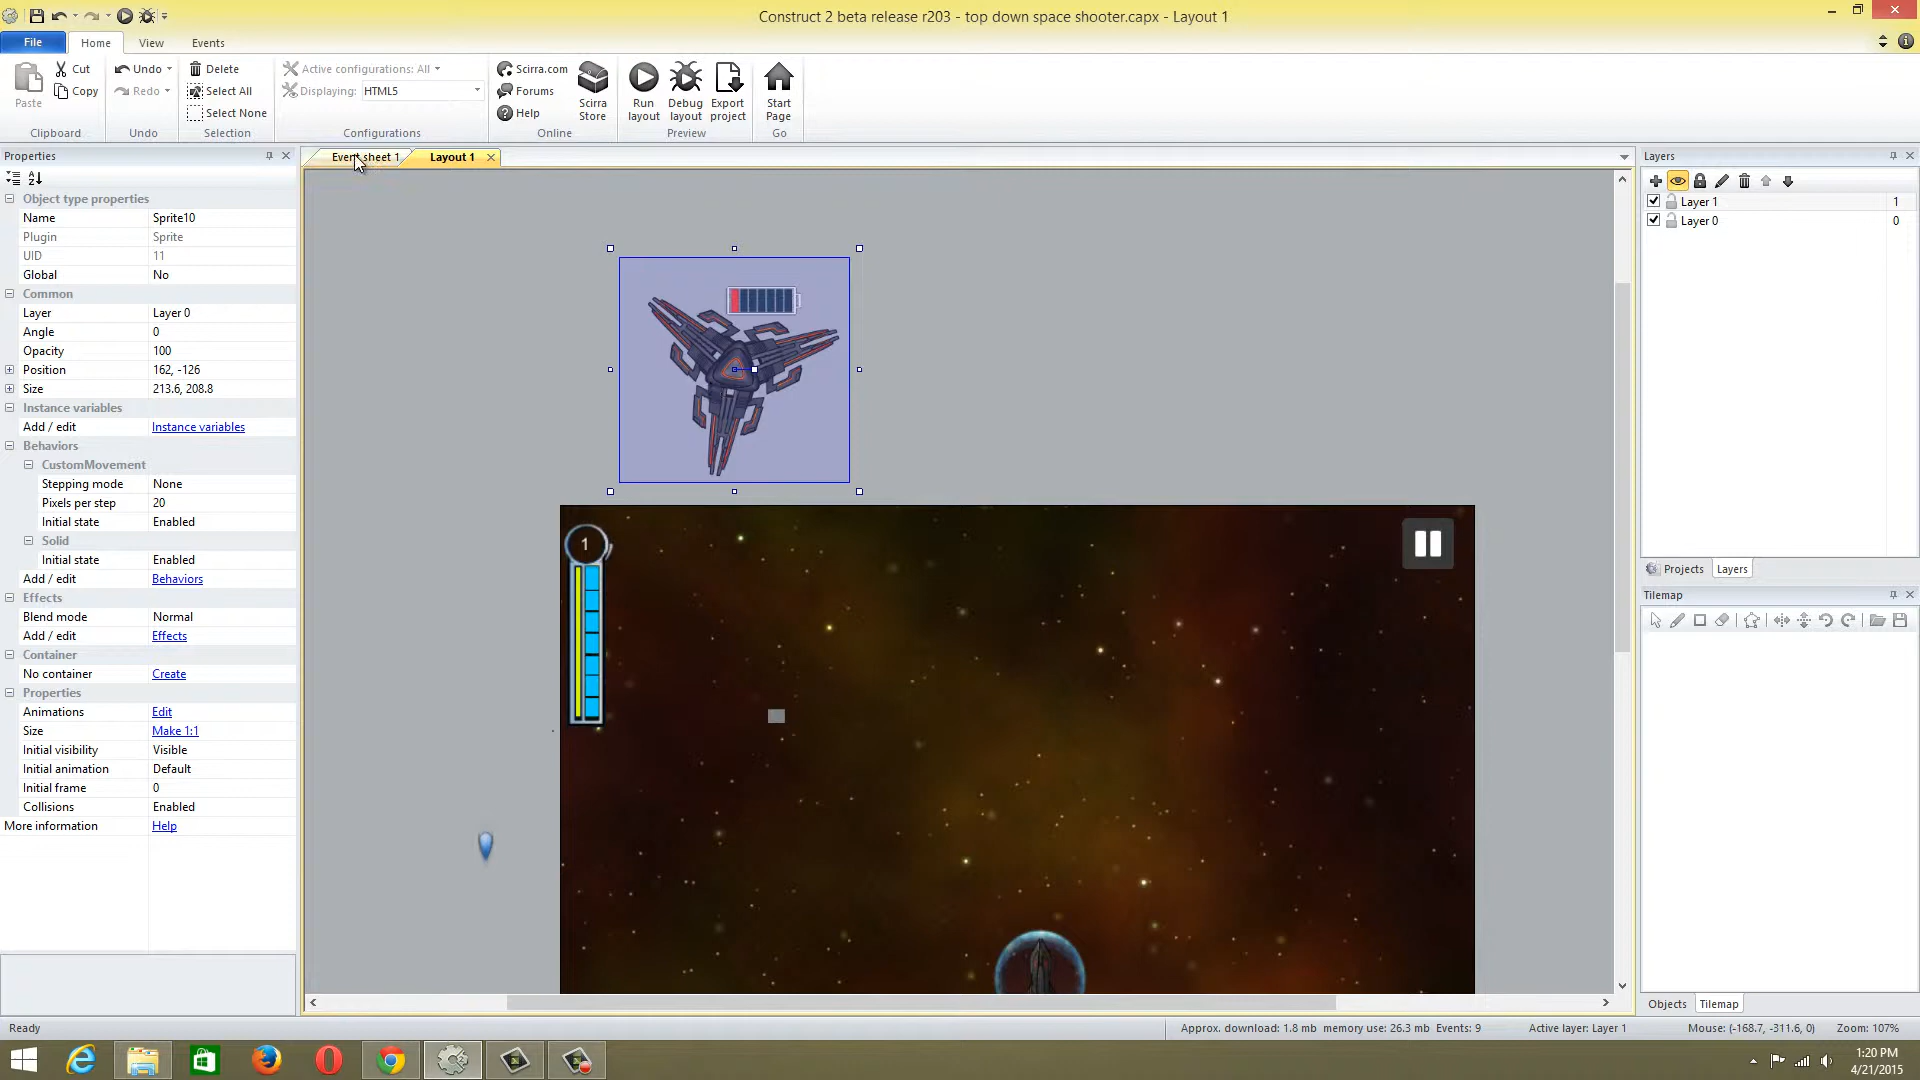 Construct 2 beta release r203 - top down space shooter.capx - Layout 1
File Home View Events
Paste Cut Copy Clipboard
Undo Redo Undo
Delete Select All Select None Selection
Active configurations: All
Displaying: HTML5
Configurations
Scirra.com Forums Help Scirra Store Online
Run layout Debug layout Export project Preview
Start Page Go
Properties
Event sheet 1 Layout 1
Object type properties
Name Sprite10
Plugin Sprite
UID 11
Global No
Common
Layer Layer 0
Angle 0
Opacity 100
Position 162, -126
Size 213.6, 208.8
Instance variables
Add / edit Instance variables
Behaviors
CustomMovement
Stepping mode None
Pixels per step 20
Initial state Enabled
Solid
Initial state Enabled
Add / edit Behaviors
Effects
Blend mode Normal
Add / edit Effects
Container
No container Create
Properties
Animations Edit
Size Make 1:1
Initial visibility Visible
Initial animation Default
Initial frame 0
Collisions Enabled
More information Help
1
Layers
Layer 1 1
Layer 0 0
Projects Layers
Tilemap
Objects Tilemap
Ready
Approx. download: 1.8 mb memory use: 26.3 mb Events: 9 Active layer: Layer 1 Mouse: (-168.7, -311.6, 0) Zoom: 107%
1:20 PM
4/21/2015